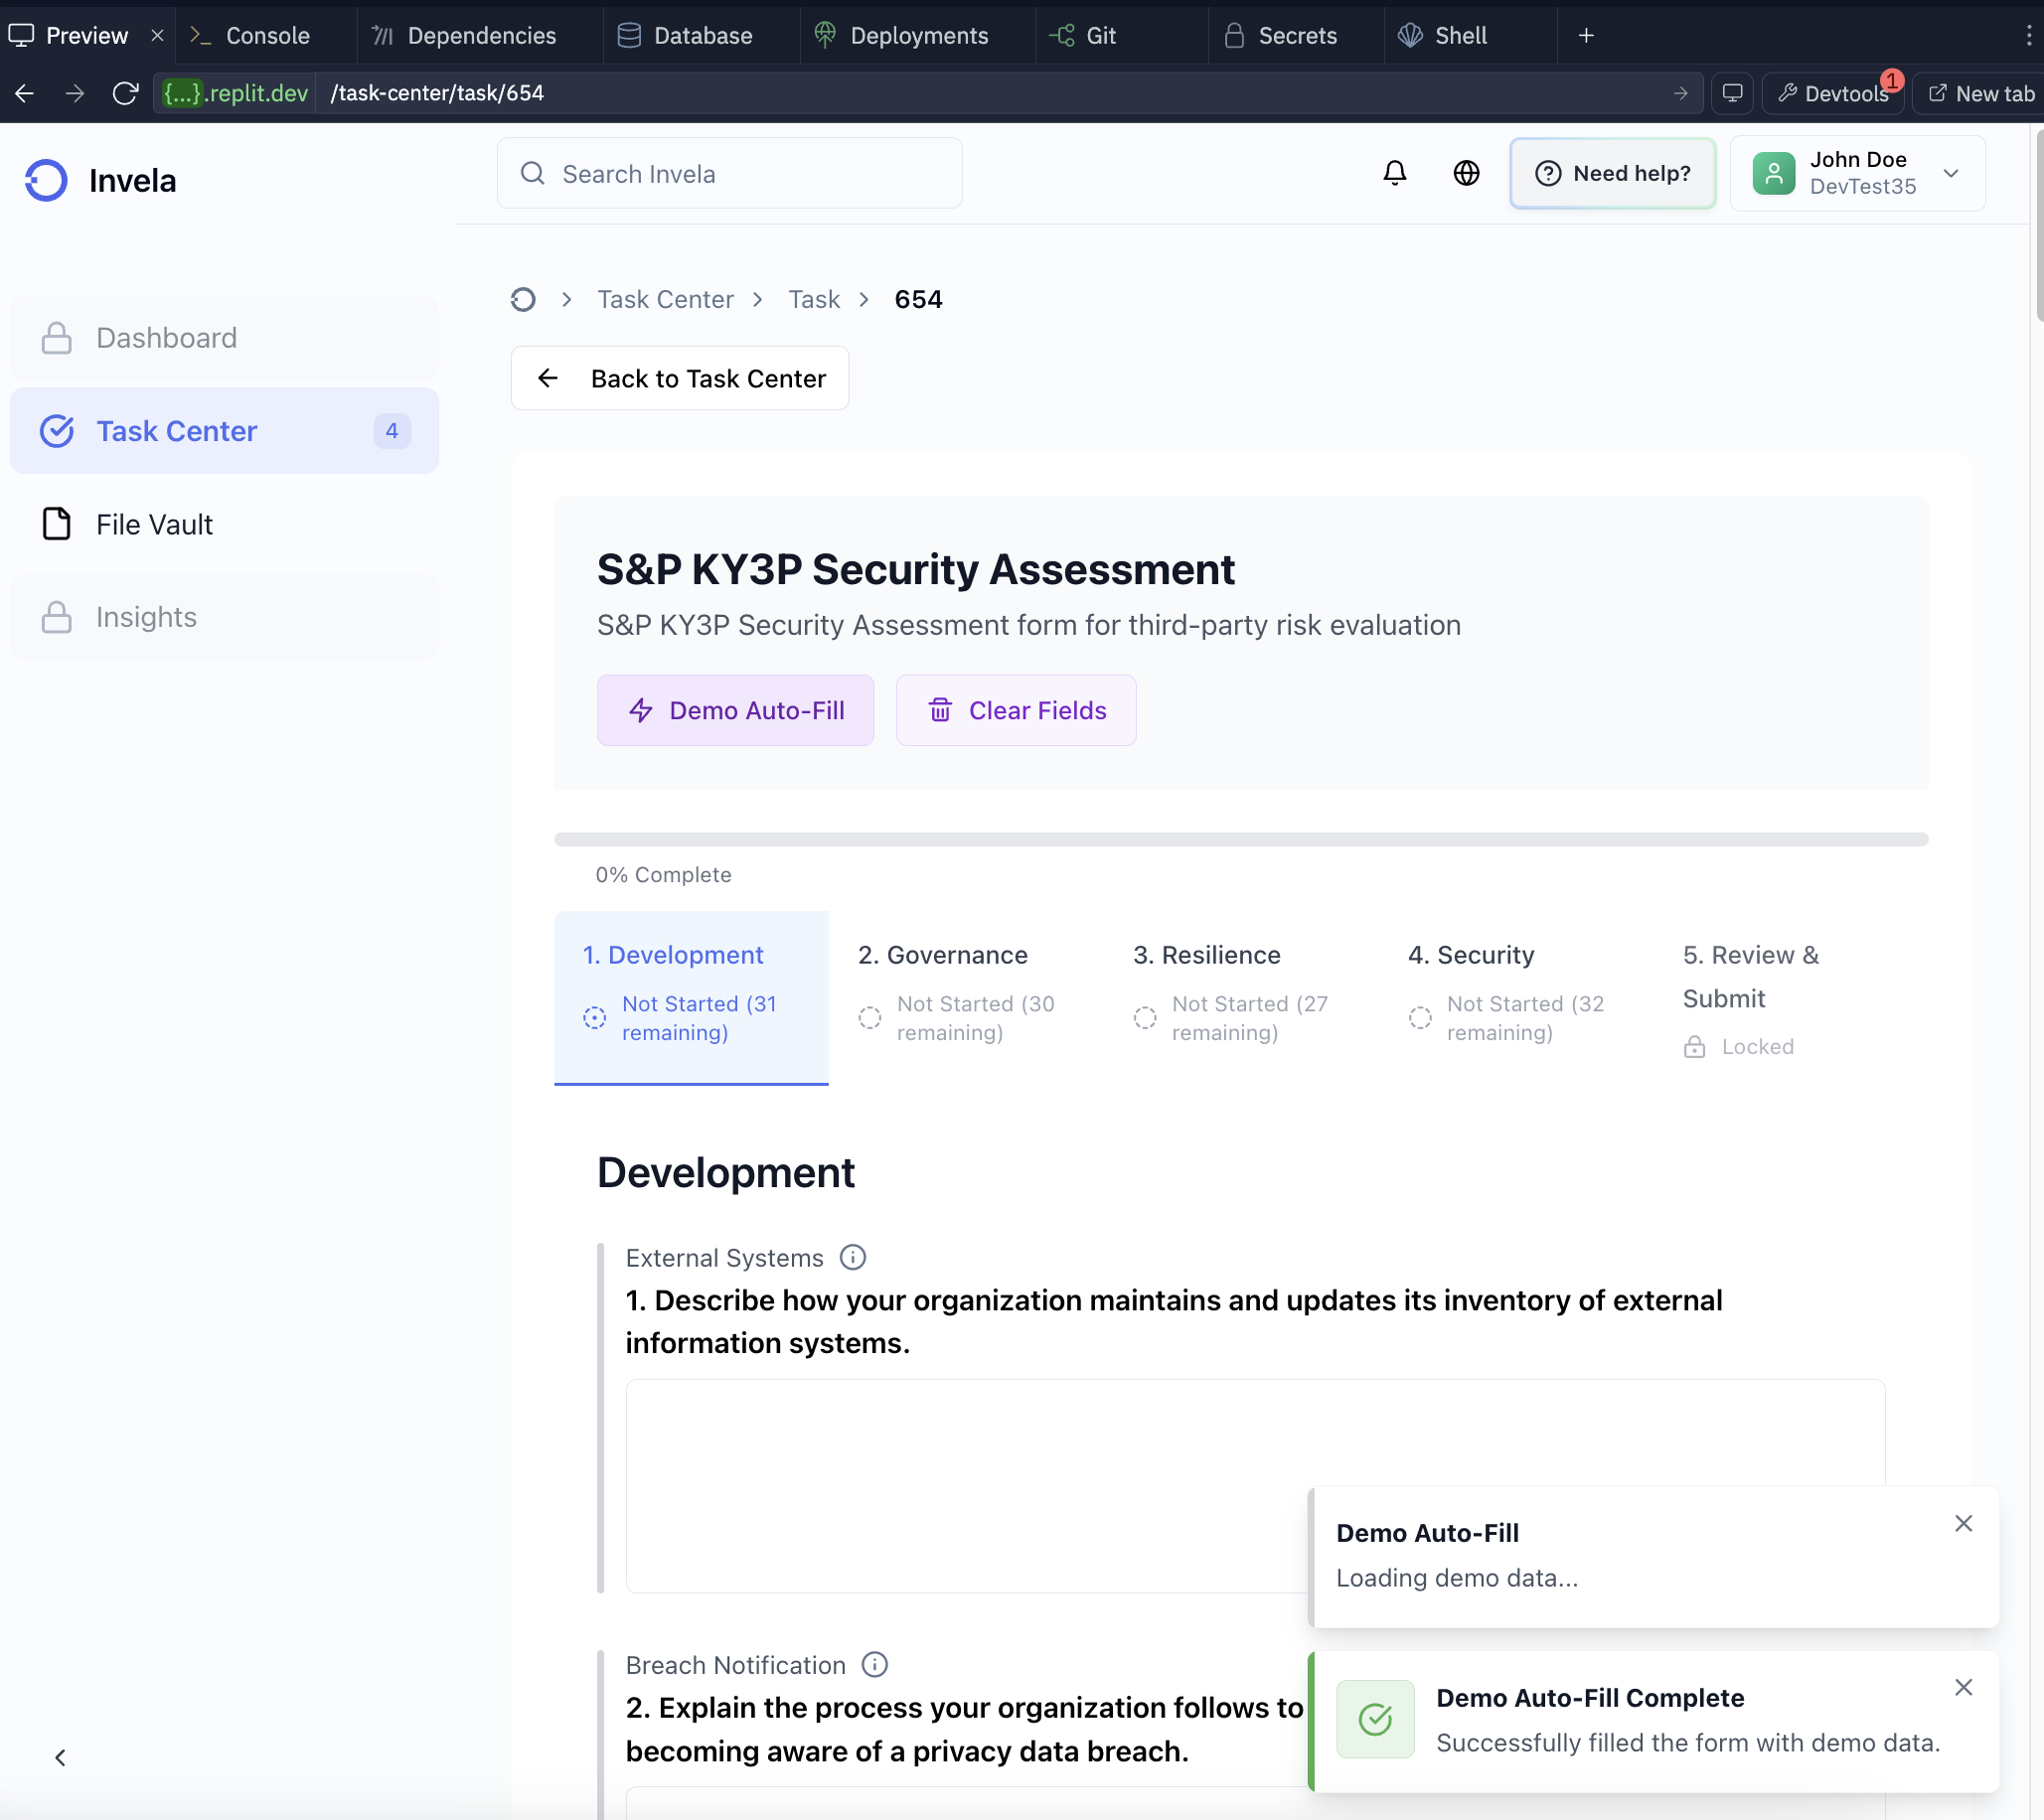 Preview
Console
Dependencies
Database
Deployments
Git
Secrets
Shell
{...}.replit.dev
/task-center/task/654
Devtools
1
New tab
Invela
Search Invela
Need help?
John Doe
DevTest35
Dashboard
Task Center
4
File Vault
Insights
Task Center
Task
654
Back to Task Center
S&P KY3P Security Assessment
S&P KY3P Security Assessment form for third-party risk evaluation
Demo Auto-Fill
Clear Fields
0% Complete
1. Development
Not Started (31
remaining)
2. Governance
Not Started (30
remaining)
3. Resilience
Not Started (27
remaining)
4. Security
Not Started (32
remaining)
5. Review &
Submit
Locked
Development
External Systems
1. Describe how your organization maintains and updates its inventory of external
information systems.
Breach Notification
2. Explain the process your organization follows to
becoming aware of a privacy data breach.
Demo Auto-Fill
Loading demo data...
Demo Auto-Fill Complete
Successfully filled the form with demo data.